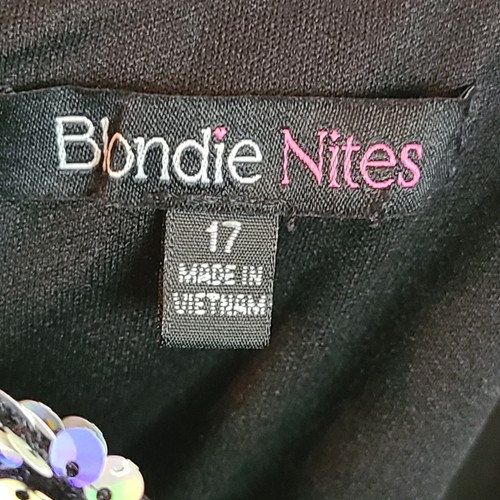 Blondie Nites
17
MADE IN
VIETNAM